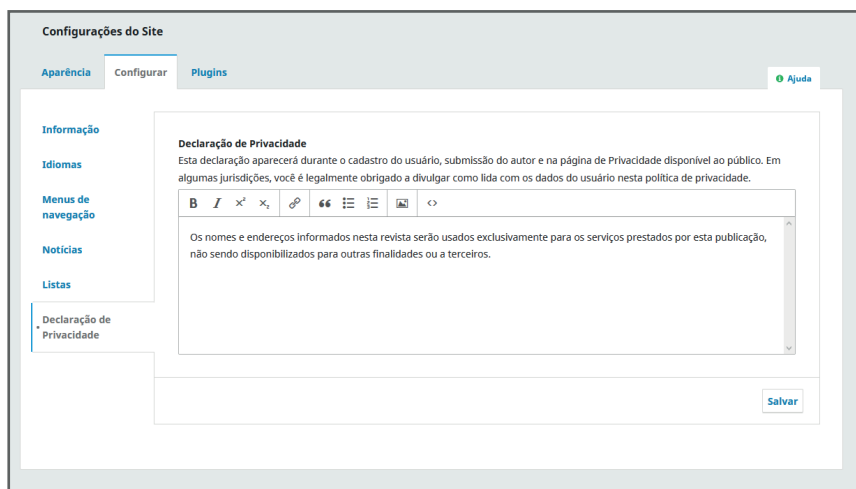 Configurações do Site
Aparência
Configurar
Plugins
Ajuda
Informação
Idiomas
Menus de
navegação
Notícias
Listas
Declaração de
Privacidade
Declaração de Privacidade
Esta declaração aparecerá durante o cadastro do usuário, submissão do autor e na página de Privacidade disponível ao público. Em
algumas jurisdições, você é legalmente obrigado a divulgar como lida com os dados do usuário nesta política de privacidade.
Os nomes e endereços informados nesta revista serão usados exclusivamente para os serviços prestados por esta publicação,
não sendo disponibilizados para outras finalidades ou a terceiros.
Salvar